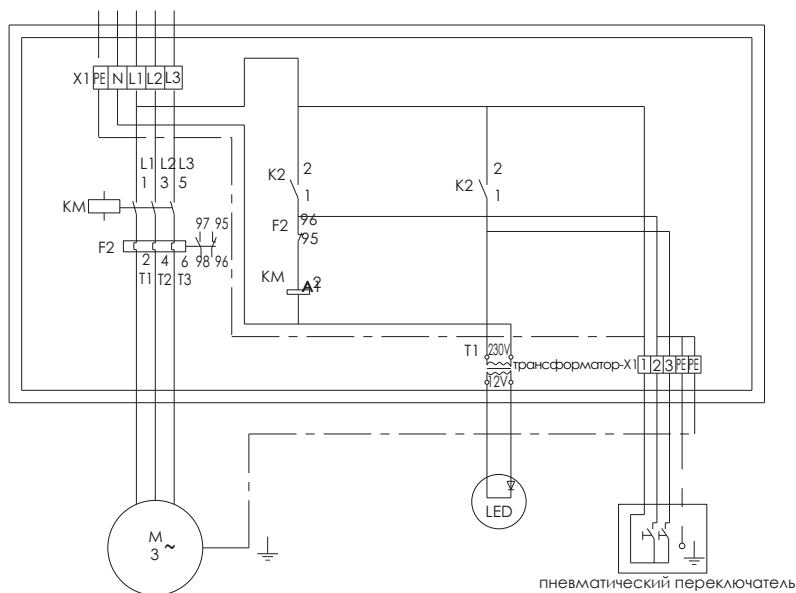 X1 PE N L1 L2 L3
L1 L2 L3
1 3 5
KM
F2
97 95
98 96
2 4 6
T1 T2 T3
K2
2
1
96
F2
95
KM
A1
2
K2
2
1
T1
230V
12V
трансформатор-X1 1 2 3 PE PE
M
3 ~
LED
пневматический переключатель